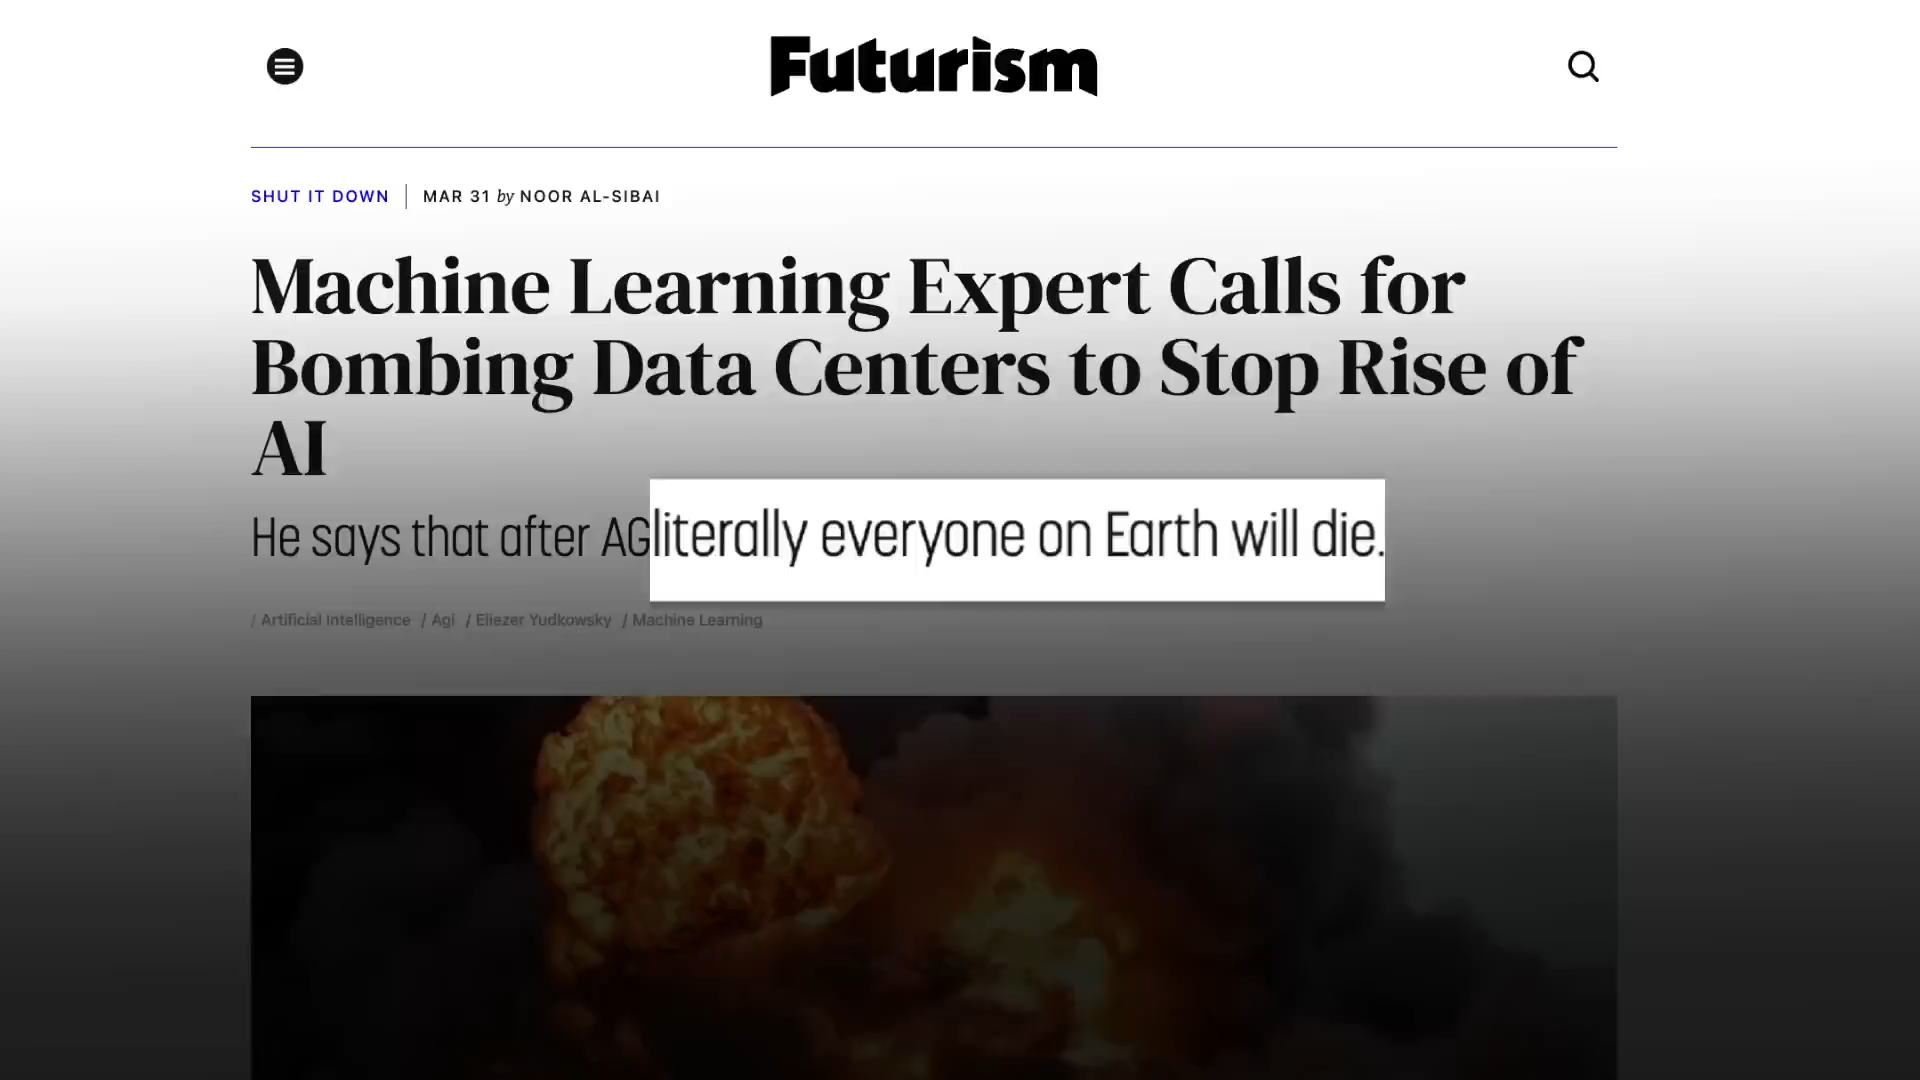 Futurism
SHUT IT DOWN | MAR 31 by NOOR AL-SIBAI
Machine Learning Expert Calls for
Bombing Data Centers to Stop Rise of
AI
He says that after AG literally everyone on Earth will die.
/ Artificial Intelligence / Agi / Eliezer Yudkowsky / Machine Learning